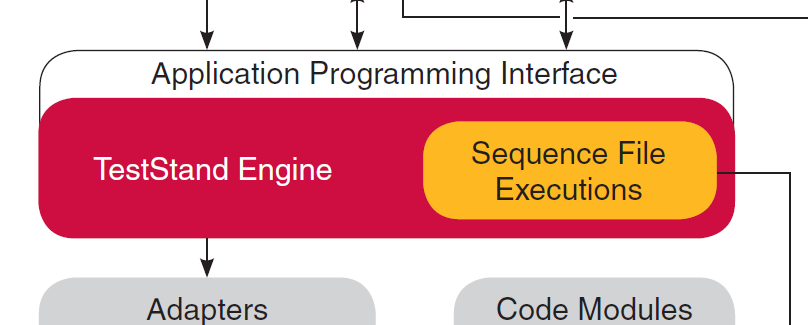 Application Programming Interface
TestStand Engine
Sequence File
Executions
Adapters
Code Modules